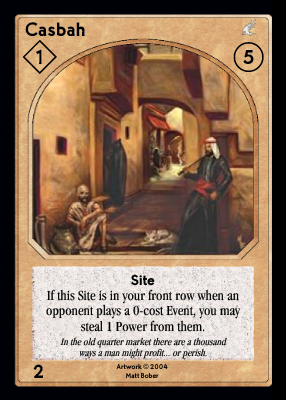 Casbah
1
5
Site
If this Site is in your front row when an
opponent plays a 0-cost Event, you may
steal 1 Power from them.
In the old quarter market there are a thousand
ways a man might profit... or perish.
2
Artwork © 2004
Matt Bober